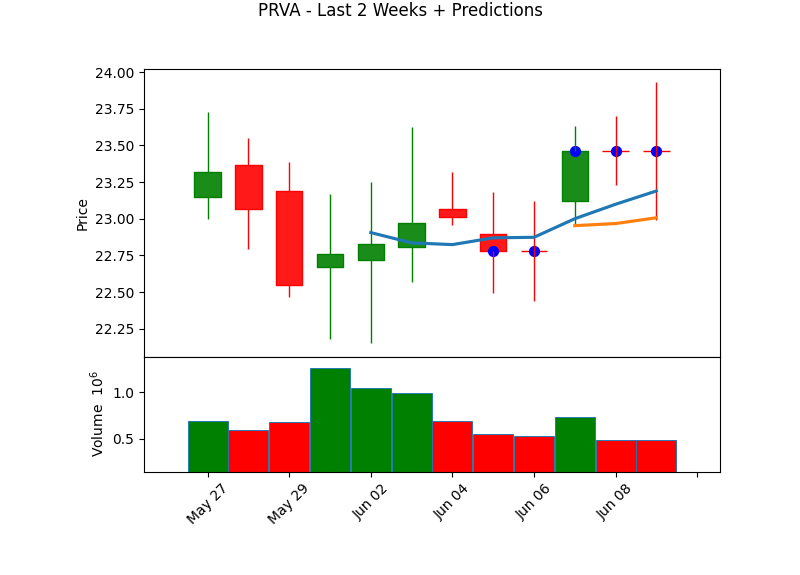 PRVA - Last 2 Weeks + Predictions
24.00
23.75
23.50
23.25
23.00
22.75
22.50
22.25
Price
1.0
0.5
Volume 10^6
May 27
May 29
Jun 02
Jun 04
Jun 06
Jun 08